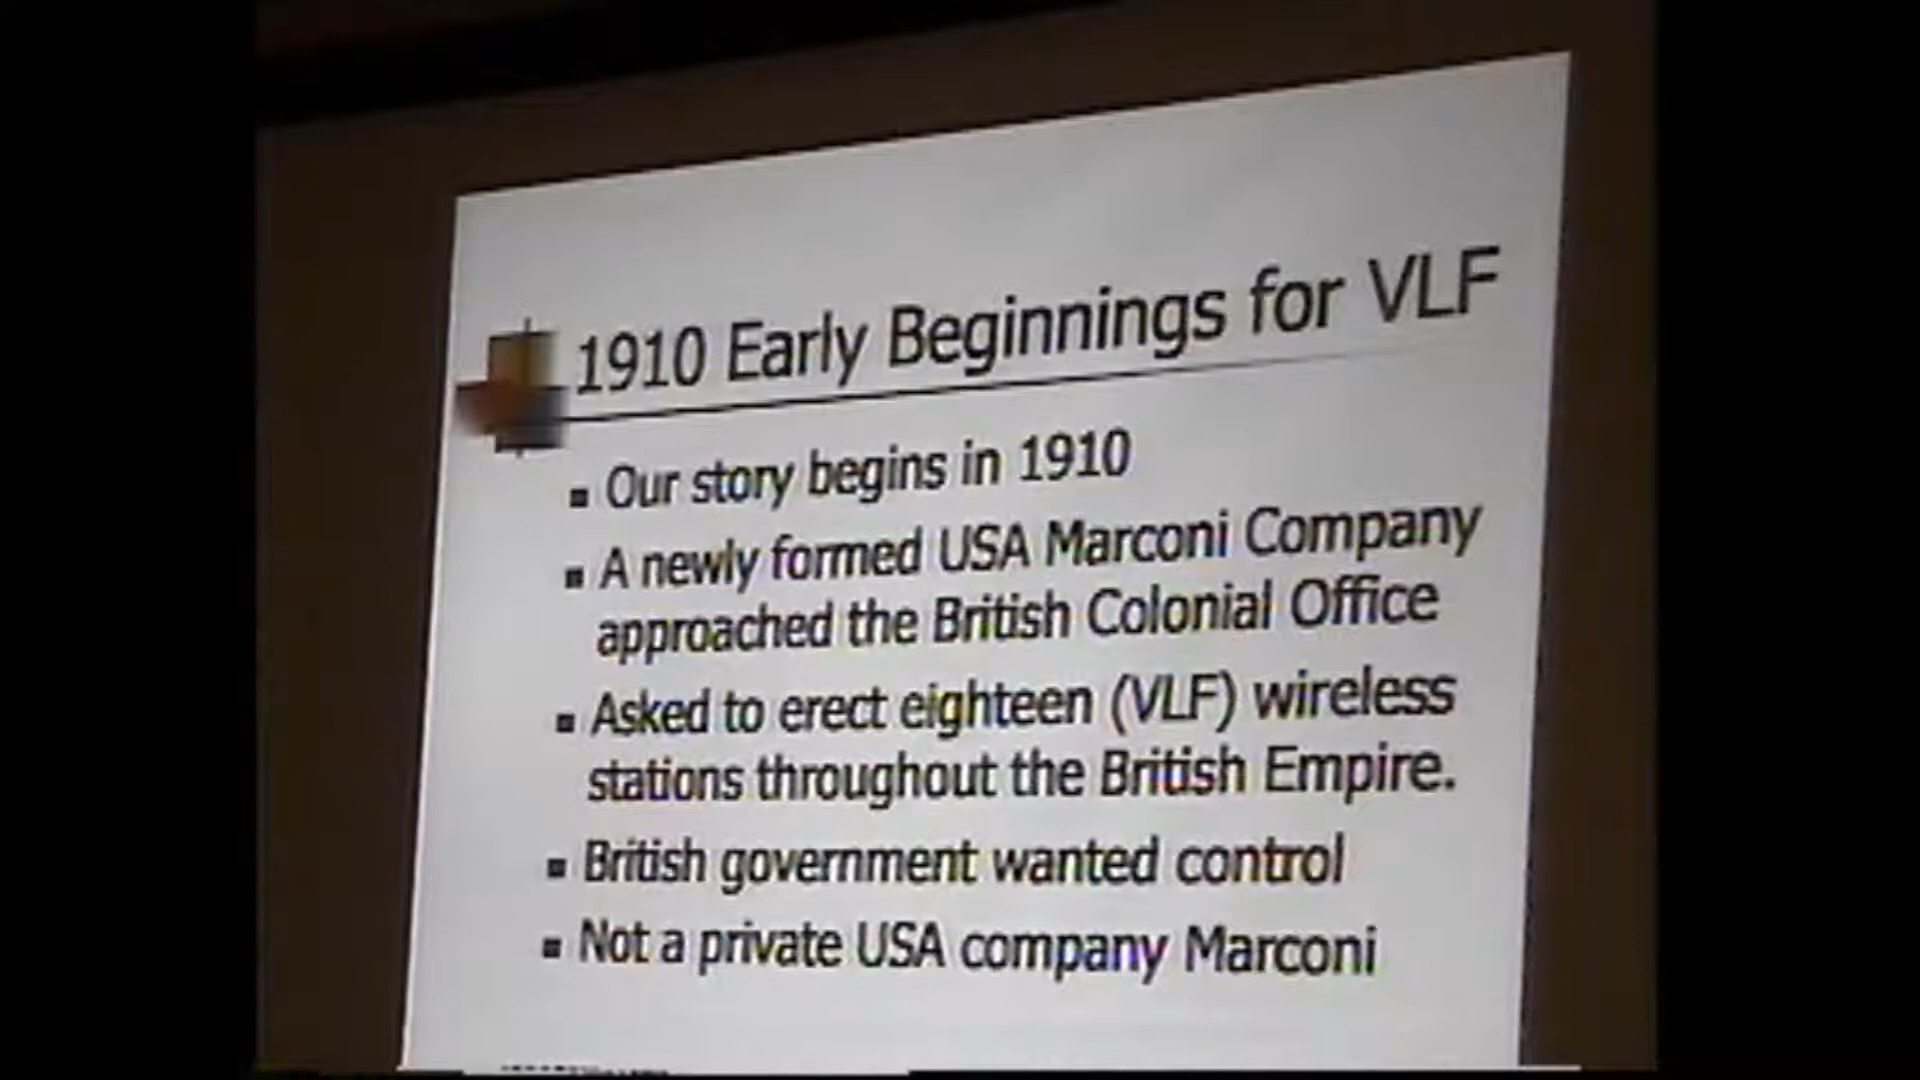 1910 Early Beginnings for VLF
▪ Our story begins in 1910
▪ A newly formed USA Marconi Company
approached the British Colonial Office
▪ Asked to erect eighteen (VLF) wireless
stations throughout the British Empire.
▪ British government wanted control
▪ Not a private USA company Marconi